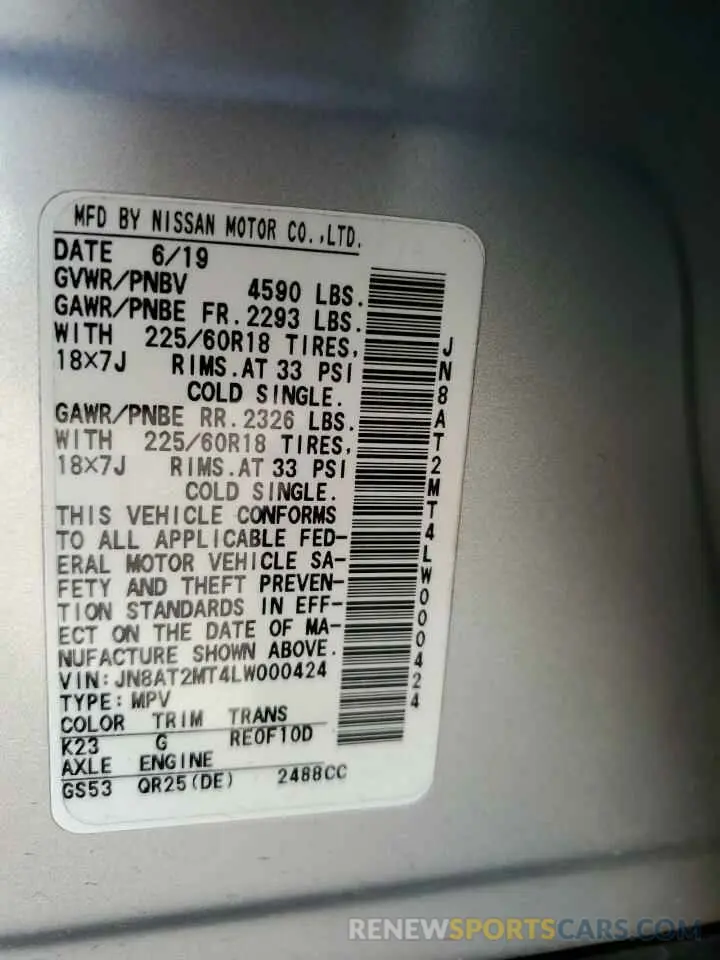 MFD BY NISSAN MOTOR CO.,LTD.
DATE 6/19
GVWR/PNBV 4590 LBS.
GAWR/PNBE FR. 2293 LBS.
WITH 225/60R18 TIRES,
18×7J RIMS.AT 33 PSI
COLD SINGLE.
GAWR/PNBE RR. 2326 LBS.
WITH 225/60R18 TIRES,
18×7J RIMS.AT 33 PSI
COLD SINGLE.
THIS VEHICLE CONFORMS
TO ALL APPLICABLE FED-
ERAL MOTOR VEHICLE SA-
FETY AND THEFT PREVEN-
TION STANDARDS IN EFF-
ECT ON THE DATE OF MA-
NUFACTURE SHOWN ABOVE.
VIN:JN8AT2MT4LW000424
TYPE:MPV
COLOR TRIM TRANS
K23 G RE0F10D
AXLE ENGINE
GS53 QR25(DE) 2488CC
JN8AT2MT4LW000424
RENEWSPORTSCARS.COM